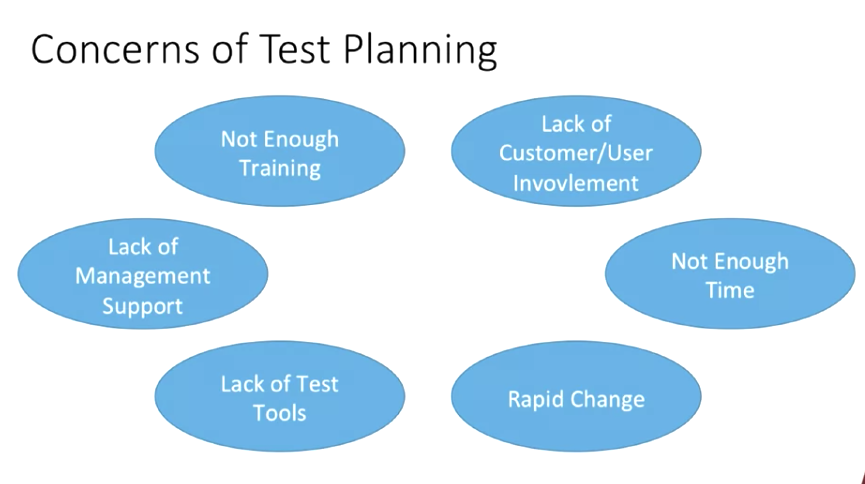 Concerns of Test Planning
Not Enough
Training
Lack of
Customer/User
Invovlement
Lack of
Management
Support
Not Enough
Time
Lack of Test
Tools
Rapid Change